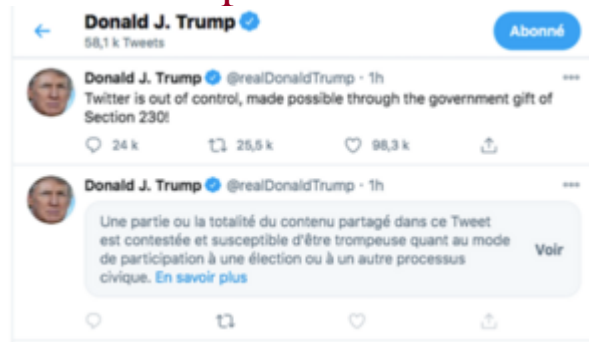 Donald J. Trump
58,1 k Tweets
Abonné
Donald J. Trump @realDonaldTrump · 1h
Twitter is out of control, made possible through the government gift of
Section 230!
24 k 25,5 k 98,3 k
Donald J. Trump @realDonaldTrump · 1h
Une partie ou la totalité du contenu partagé dans ce Tweet
est contestée et susceptible d'être trompeuse quant au mode
de participation à une élection ou à un autre processus
civique. En savoir plus
Voir